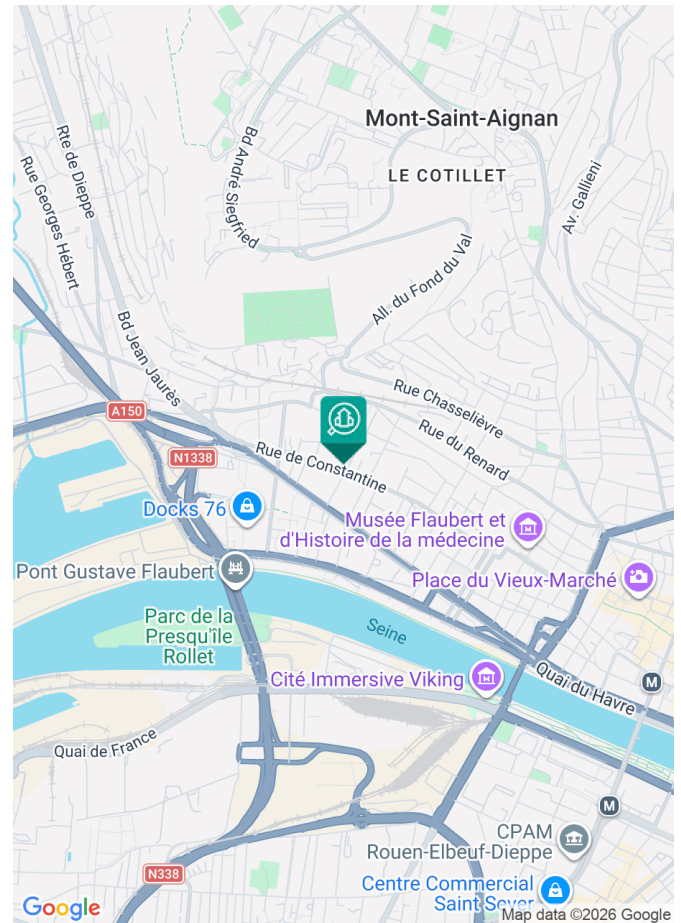 Mont-Saint-Aignan
LE COTILLET
Rte de Dieppe
Rue Georges Hébert
Bd André Siegfried
Av. Gallieni
All. du Fond du Val
Bd Jean Jaurès
A150
Rue Chasselièvre
Rue du Renard
N1338
Rue de Constantine
Docks 76
Musée Flaubert et
d'Histoire de la médecine
Pont Gustave Flaubert
Place du Vieux-Marché
Parc de la
Presqu'île
Rollet
Seine
Cité Immersive Viking
Quai du Havre
M
Quai de France
M
CPAM
Rouen-Elbeuf-Dieppe
N338
Centre Commercial
Saint Sever
Google
Map data ©2026 Google